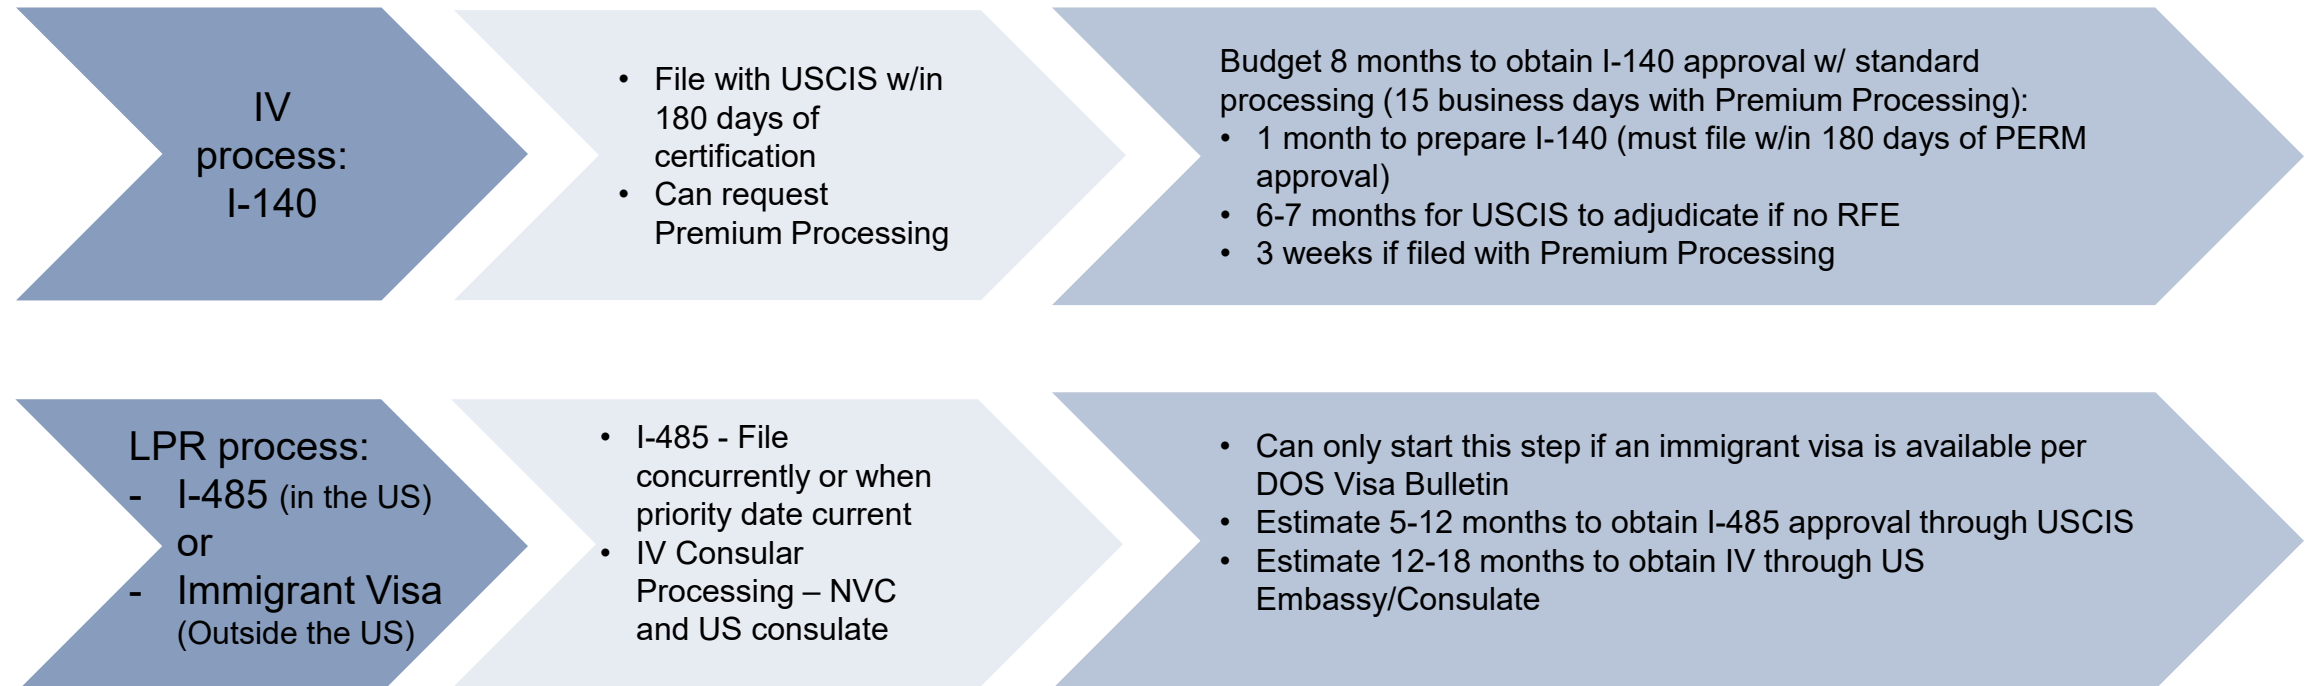 IV
process:
I-140
• File with USCIS w/in
180 days of
certification
• Can request
Premium Processing
Budget 8 months to obtain I-140 approval w/ standard
processing (15 business days with Premium Processing):
• 1 month to prepare I-140 (must file w/in 180 days of PERM
approval)
• 6-7 months for USCIS to adjudicate if no RFE
• 3 weeks if filed with Premium Processing
LPR process:
- I-485 (in the US)
or
- Immigrant Visa
(Outside the US)
• I-485 - File
concurrently or when
priority date current
• IV Consular
Processing – NVC
and US consulate
• Can only start this step if an immigrant visa is available per
DOS Visa Bulletin
• Estimate 5-12 months to obtain I-485 approval through USCIS
• Estimate 12-18 months to obtain IV through US
Embassy/Consulate